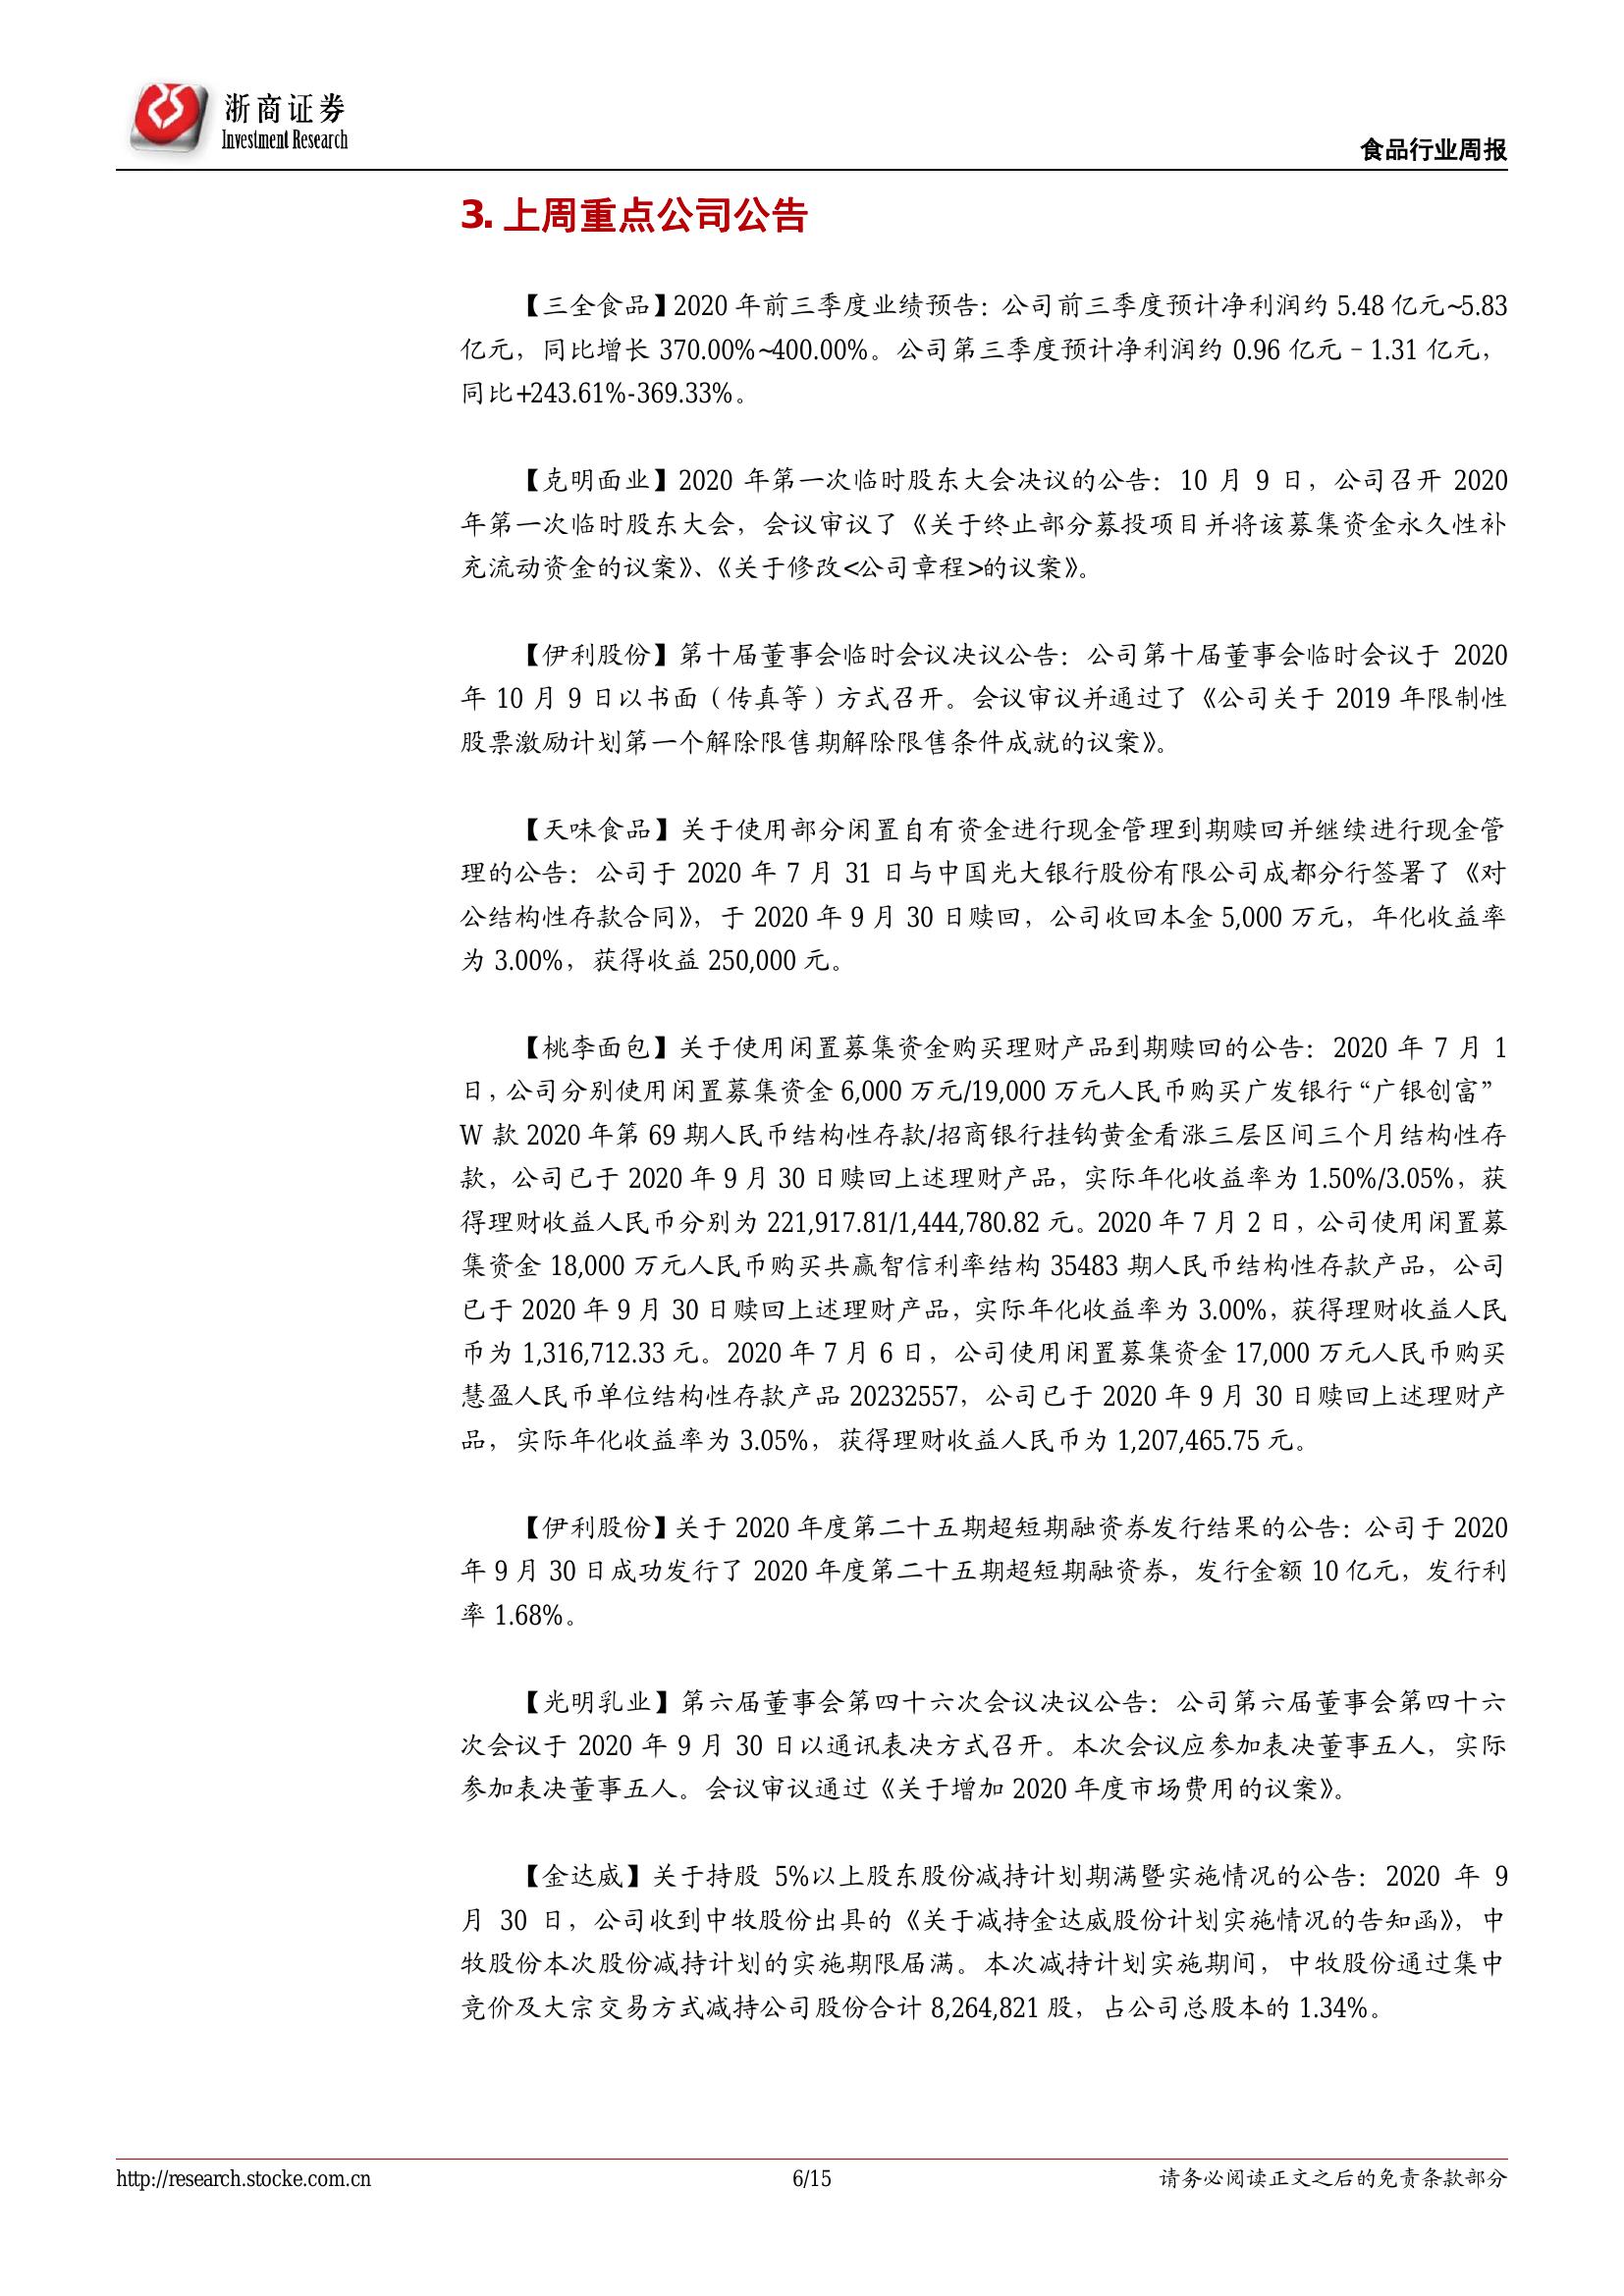 浙商证券
Investment Research
食品行业周报
3. 上周重点公司公告
【三全食品】2020 年前三季度业绩预告：公司前三季度预计净利润约 5.48 亿元~5.83
亿元，同比增长 370.00%~400.00%。公司第三季度预计净利润约 0.96 亿元–1.31 亿元，
同比+243.61%-369.33%。
【克明面业】2020 年第一次临时股东大会决议的公告：10 月 9 日，公司召开 2020
年第一次临时股东大会，会议审议了《关于终止部分募投项目并将该募集资金永久性补
充流动资金的议案》、《关于修改<公司章程>的议案》。
【伊利股份】第十届董事会临时会议决议公告：公司第十届董事会临时会议于 2020
年 10 月 9 日以书面（传真等）方式召开。会议审议并通过了《公司关于 2019 年限制性
股票激励计划第一个解除限售期解除限售条件成就的议案》。
【天味食品】关于使用部分闲置自有资金进行现金管理到期赎回并继续进行现金管
理的公告：公司于 2020 年 7 月 31 日与中国光大银行股份有限公司成都分行签署了《对
公结构性存款合同》，于 2020 年 9 月 30 日赎回，公司收回本金 5,000 万元，年化收益率
为 3.00%，获得收益 250,000 元。
【桃李面包】关于使用闲置募集资金购买理财产品到期赎回的公告：2020 年 7 月 1
日，公司分别使用闲置募集资金 6,000 万元/19,000 万元人民币购买广发银行“广银创富”
W 款 2020 年第 69 期人民币结构性存款/招商银行挂钩黄金看涨三层区间三个月结构性存
款，公司已于 2020 年 9 月 30 日赎回上述理财产品，实际年化收益率为 1.50%/3.05%，获
得理财收益人民币分别为 221,917.81/1,444,780.82 元。2020 年 7 月 2 日，公司使用闲置募
集资金 18,000 万元人民币购买共赢智信利率结构 35483 期人民币结构性存款产品，公司
已于 2020 年 9 月 30 日赎回上述理财产品，实际年化收益率为 3.00%，获得理财收益人民
币为 1,316,712.33 元。2020 年 7 月 6 日，公司使用闲置募集资金 17,000 万元人民币购买
慧盈人民币单位结构性存款产品 20232557，公司已于 2020 年 9 月 30 日赎回上述理财产
品，实际年化收益率为 3.05%，获得理财收益人民币为 1,207,465.75 元。
【伊利股份】关于 2020 年度第二十五期超短期融资券发行结果的公告：公司于 2020
年 9 月 30 日成功发行了 2020 年度第二十五期超短期融资券，发行金额 10 亿元，发行利
率 1.68%。
【光明乳业】第六届董事会第四十六次会议决议公告：公司第六届董事会第四十六
次会议于 2020 年 9 月 30 日以通讯表决方式召开。本次会议应参加表决董事五人，实际
参加表决董事五人。会议审议通过《关于增加 2020 年度市场费用的议案》。
【金达威】关于持股 5%以上股东股份减持计划期满暨实施情况的公告：2020 年 9
月 30 日，公司收到中牧股份出具的《关于减持金达威股份计划实施情况的告知函》，中
牧股份本次股份减持计划的实施期限届满。本次减持计划实施期间，中牧股份通过集中
竞价及大宗交易方式减持公司股份合计 8,264,821 股，占公司总股本的 1.34%。
http://research.stocke.com.cn
6/15
请务必阅读正文之后的免责条款部分